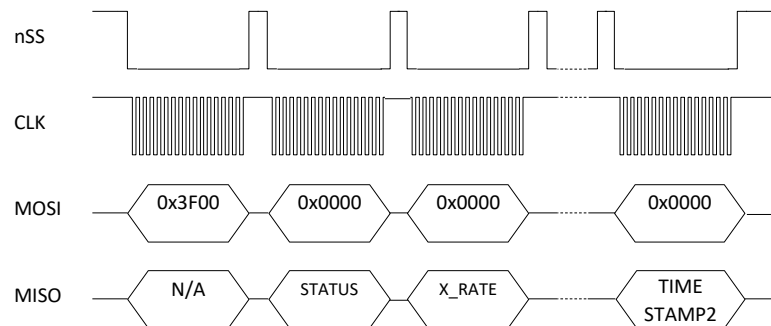 nSS
CLK
MOSI 0x3F00 0x0000 0x0000 0x0000
MISO N/A STATUS X_RATE TIME
STAMP2